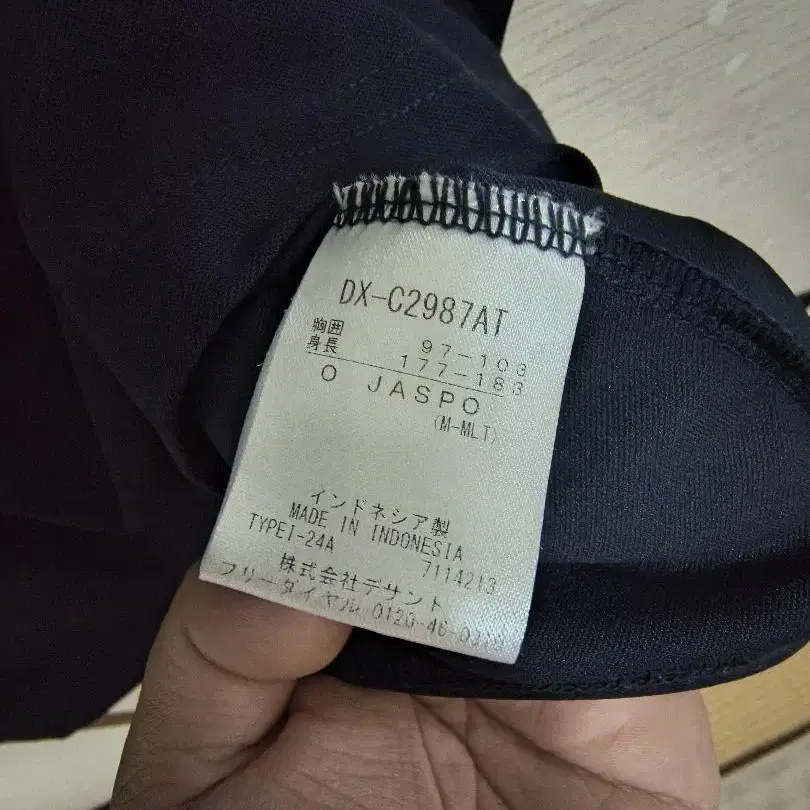 DX-C2987AT
胸囲 97-103
身長 177-183
O JASPO
(M-MLT)
インドネシア製
MADE IN INDONESIA
TYPE1-24A 7114213
株式会社デサント
フリーダイヤル 0120-46-